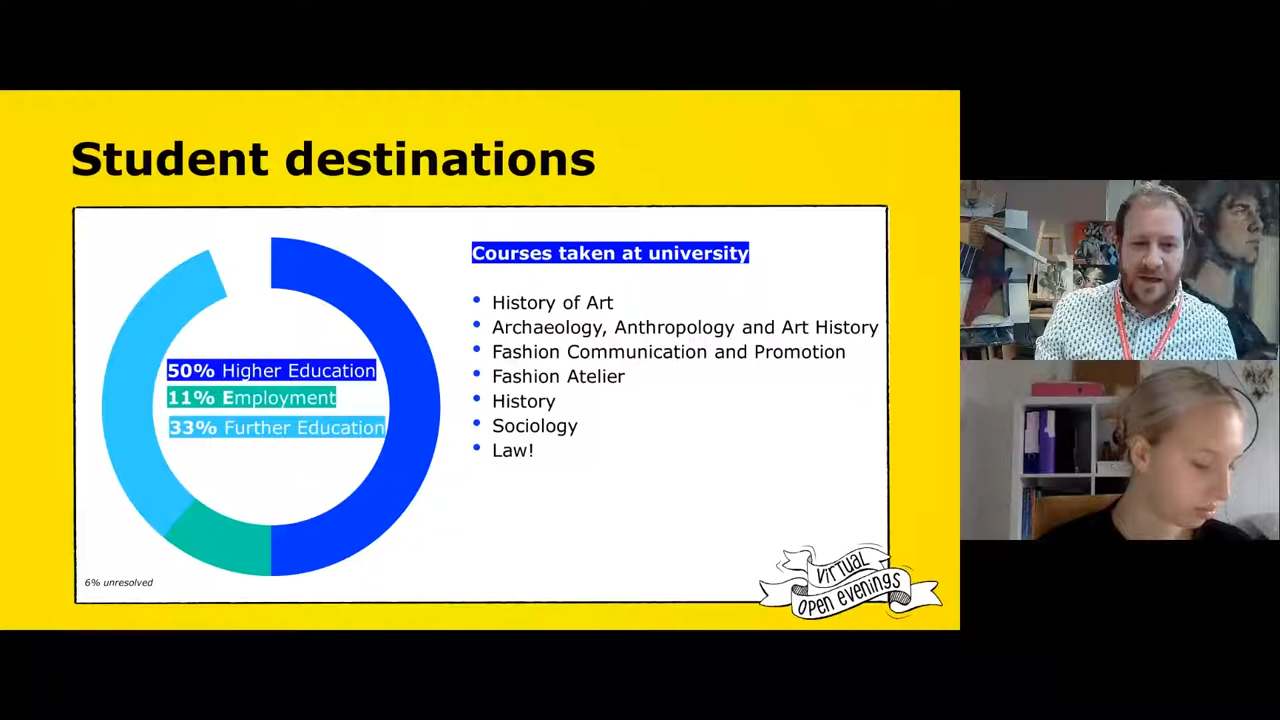 Student destinations
50% Higher Education
11% Employment
33% Further Education
6% unresolved
Courses taken at university
• History of Art
• Archaeology, Anthropology and Art History
• Fashion Communication and Promotion
• Fashion Atelier
• History
• Sociology
• Law!
VIRTUAL
OPEN EVENINGS